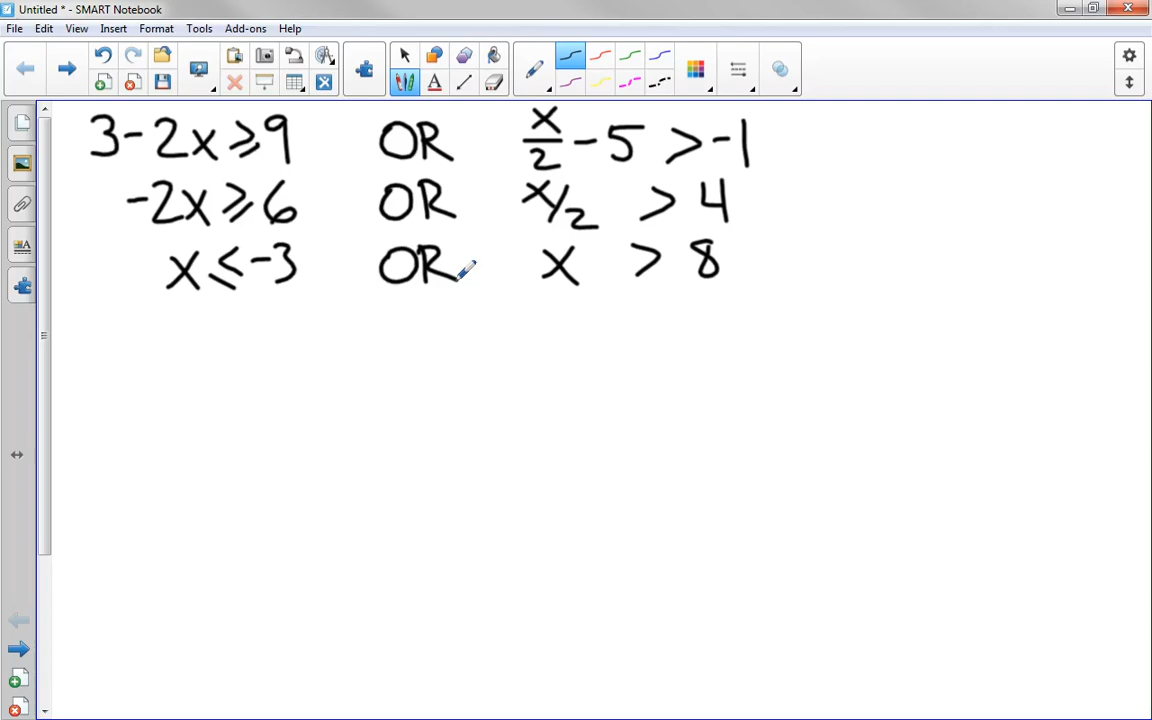 Untitled * - SMART Notebook
File Edit View Insert Format Tools Add-ons Help
3-2x≥9 OR x/2 -5 >-1
-2x≥6 OR x/2 > 4
x≤-3 OR x > 8